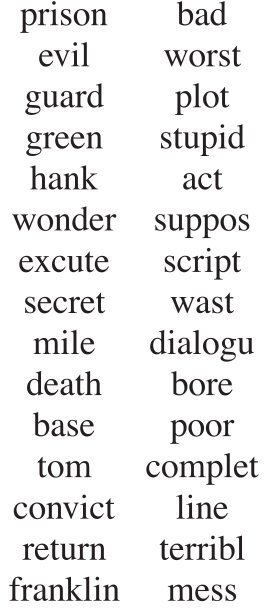 prison bad
evil worst
guard plot
green stupid
hank act
wonder suppos
excute script
secret wast
mile dialogu
death bore
base poor
tom complet
convict line
return terribl
franklin mess